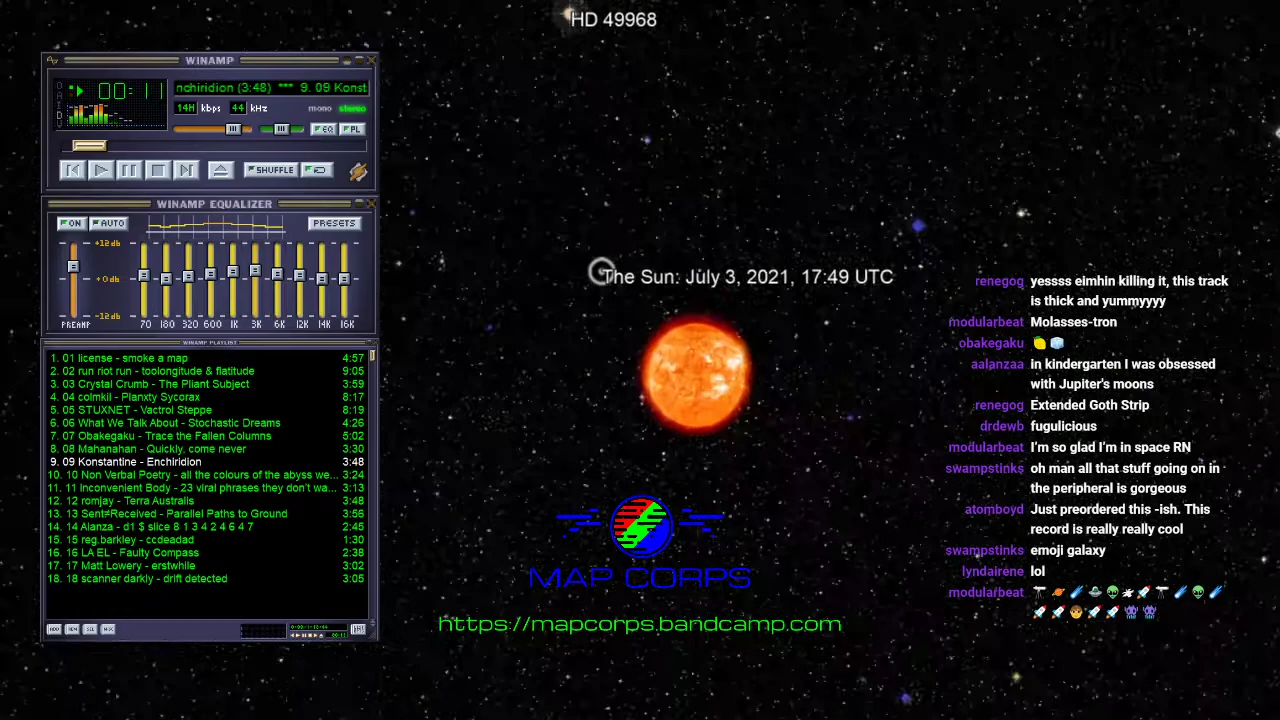 HD 49968
WINAMP
00:11
nchiridion (3:48) *** 9. 09 Konst
14H kbps 44 kHz mono stereo
EQ PL
SHUFFLE
WINAMP EQUALIZER
ON AUTO PRESETS
+12 db
+0 db
-12 db
PREAMP 70 180 320 600 1K 3K 6K 12K 14K 16K
WINAMP PLAYLIST
1. 01 license - smoke a map 4:57
2. 02 run riot run - toolongitude & flatitude 9:05
3. 03 Crystal Crumb - The Pliant Subject 3:59
4. 04 colmkil - Planxty Sycorax 8:17
5. 05 STUXNET - Vactrol Steppe 8:19
6. 06 What We Talk About - Stochastic Dreams 4:26
7. 07 Obakegaku - Trace the Fallen Columns 5:02
8. 08 Mahanahan - Quickly, come never 3:30
9. 09 Konstantine - Enchiridion 3:48
10. 10 Non Verbal Poetry - all the colours of the abyss we... 3:24
11. 11 Inconvenient Body - 23 viral phrases they don't wa... 3:13
12. 12 romjay - Terra Australis 3:48
13. 13 Sent≠Received - Parallel Paths to Ground 3:56
14. 14 Alanza - d1 $ slice 8 1 3 4 2 4 6 4 7 2:45
15. 15 reg.barkley - ccdeadad 1:30
16. 16 LA EL - Faulty Compass 2:38
17. 17 Matt Lowery - erstwhile 3:02
18. 18 scanner darkly - drift detected 3:05
ADD REM SEL MISC
The Sun: July 3, 2021, 17:49 UTC
MAP CORPS
https://mapcorps.bandcamp.com
renegog yessss eimhin killing it, this track
is thick and yummyyyy
modularbeat Molasses-tron
obakegaku 🍋 🧊
aalanzaa in kindergarten I was obsessed
with Jupiter's moons
renegog Extended Goth Strip
drdewb fugulicious
modularbeat I'm so glad I'm in space RN
swampstinks oh man all that stuff going on in
the peripheral is gorgeous
atomboyd Just preordered this -ish. This
record is really really cool
swampstinks emoji galaxy
lyndairene lol
modularbeat